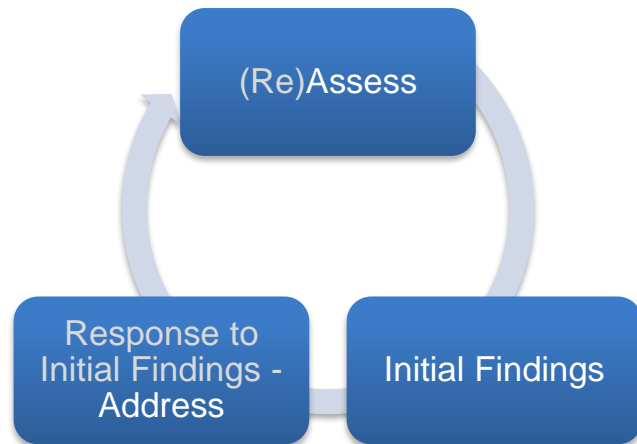 (Re)Assess
Response to
Initial Findings -
Address
Initial Findings